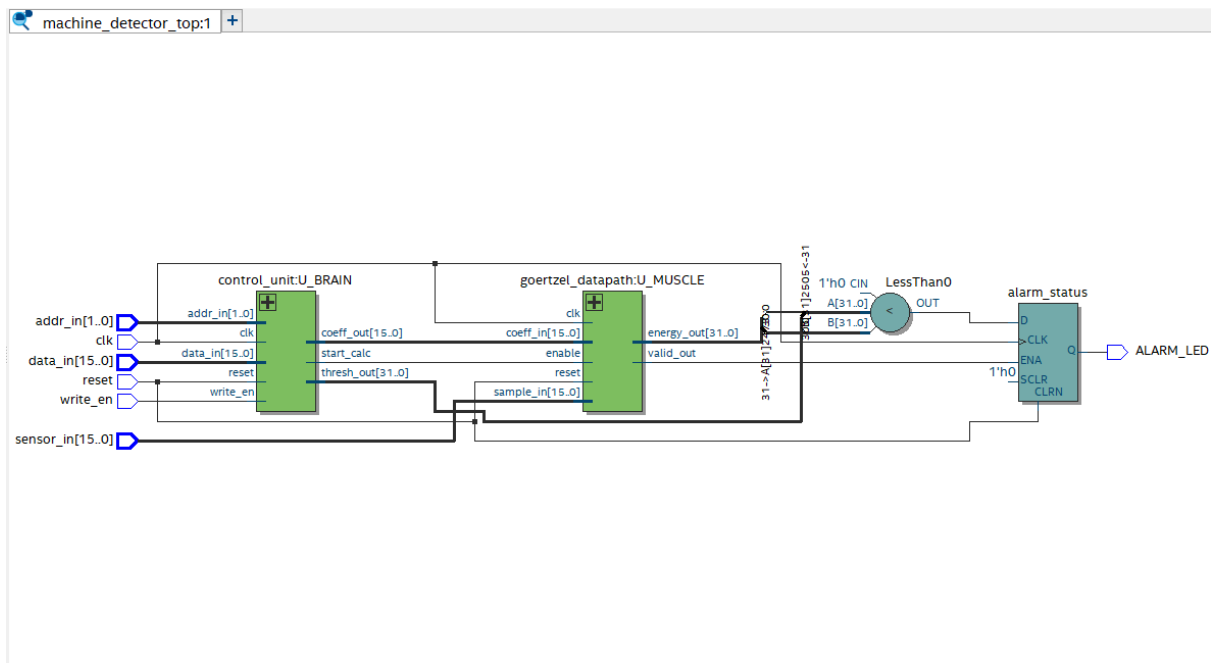 machine_detector_top:1
+
control_unit:U_BRAIN
goertzel_datapath:U_MUSCLE
LessThan0
alarm_status
addr_in[1..0]
clk
data_in[15..0]
reset
write_en
sensor_in[15..0]
addr_in[1..0]
clk
data_in[15..0]
reset
write_en
coeff_out[15..0]
start_calc
thresh_out[31..0]
clk
coeff_in[15..0]
enable
reset
sample_in[15..0]
energy_out[31..0]
valid_out
1'h0 CIN
A[31..0]
B[31..0]
<
OUT
D
CLK
ENA
1'h0
SCLR
CLRN
Q
ALARM_LED